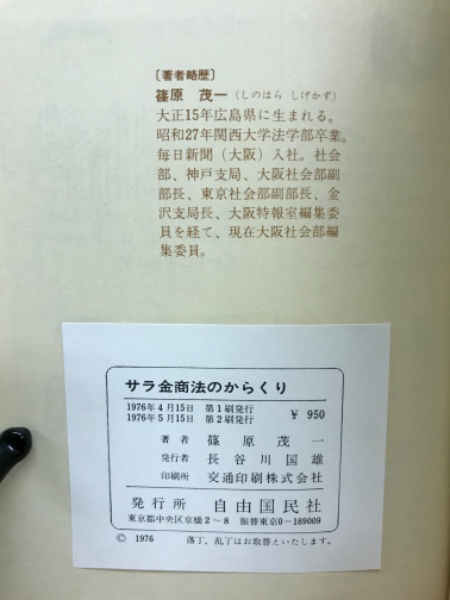 〔著者略歴〕
篠原 茂一（しのはら しげかず）
大正15年広島県に生まれる。
昭和27年関西大学法学部卒業。
毎日新聞（大阪）入社。社会
部、神戸支局、大阪社会部副
部長、東京社会部副部長、金
沢支局長、大阪特報室編集委
員を経て、現在大阪社会部編
集委員。
サラ金商法のからくり
1976年4月15日 第1刷発行
1976年5月15日 第2刷発行 ¥ 950
著者 篠原茂一
発行者 長谷川国雄
印刷所 交通印刷株式会社
発行所 自由国民社
東京都中央区京橋2〜8 振替東京0-189009
© 1976 落丁，乱丁はお取替えいたします。